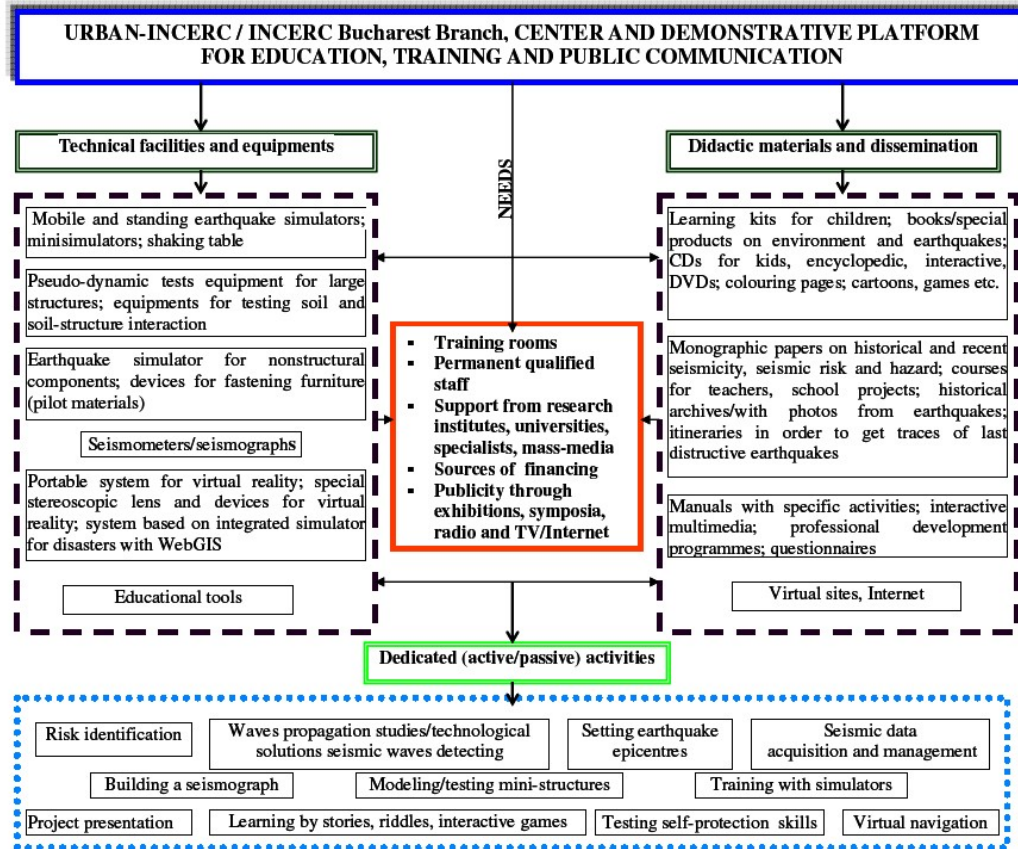 URBAN-INCERC / INCERC Bucharest Branch, CENTER AND DEMONSTRATIVE PLATFORM
FOR EDUCATION, TRAINING AND PUBLIC COMMUNICATION
Technical facilities and equipments
NEEDS
Didactic materials and dissemination
Mobile and standing earthquake simulators;
minisimulators; shaking table
Pseudo-dynamic tests equipment for large
structures; equipments for testing soil and
soil-structure interaction
Earthquake simulator for nonstructural
components; devices for fastening furniture
(pilot materials)
Seismometers/seismographs
Portable system for virtual reality; special
stereoscopic lens and devices for virtual
reality; system based on integrated simulator
for disasters with WebGIS
Educational tools
▪ Training rooms
▪ Permanent qualified
staff
▪ Support from research
institutes, universities,
specialists, mass-media
▪ Sources of financing
▪ Publicity through
exhibitions, symposia,
radio and TV/Internet
Learning kits for children; books/special
products on environment and earthquakes;
CDs for kids, encyclopedic, interactive,
DVDs; colouring pages; cartoons, games etc.
Monographic papers on historical and recent
seismicity, seismic risk and hazard; courses
for teachers, school projects; historical
archives/with photos from earthquakes;
itineraries in order to get traces of last
distructive earthquakes
Manuals with specific activities; interactive
multimedia; professional development
programmes; questionnaires
Virtual sites, Internet
Dedicated (active/passive) activities
Risk identification
Waves propagation studies/technological
solutions seismic waves detecting
Setting earthquake
epicentres
Seismic data
acquisition and management
Building a seismograph
Modeling/testing mini-structures
Training with simulators
Project presentation
Learning by stories, riddles, interactive games
Testing self-protection skills
Virtual navigation